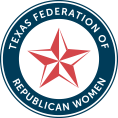 TEXAS FEDERATION OF
REPUBLICAN WOMEN